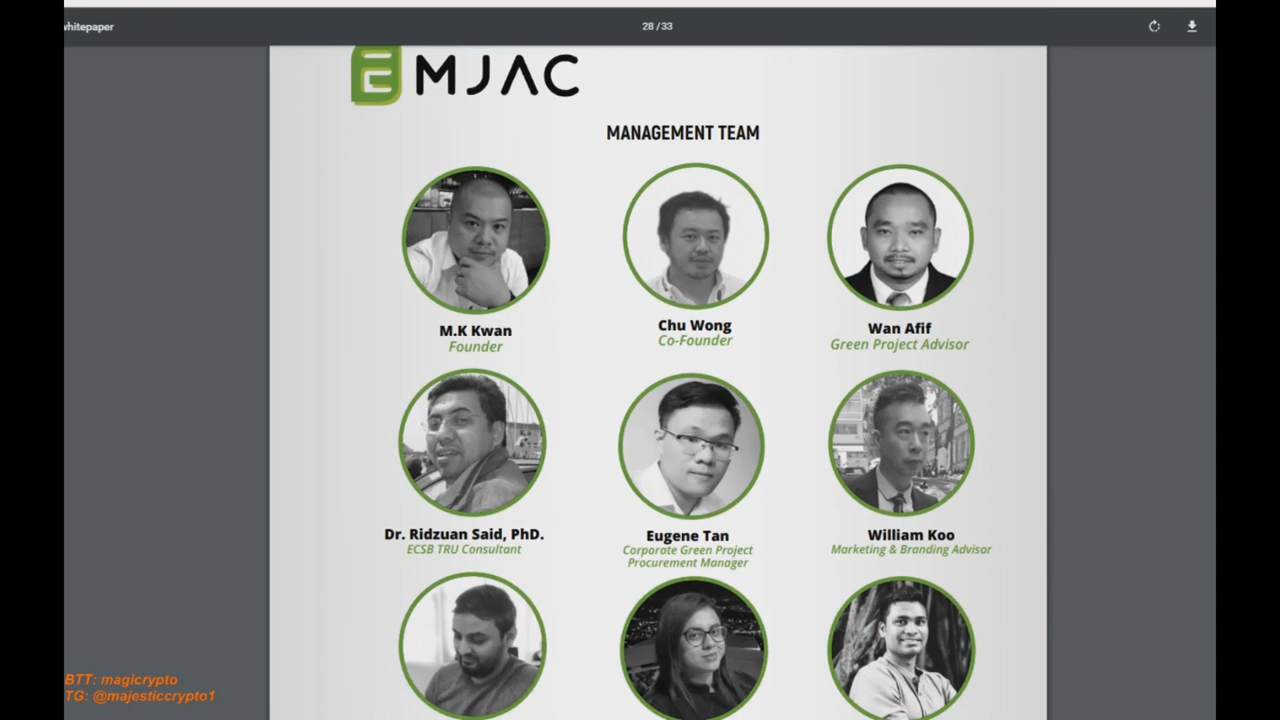 whitepaper
28 / 33
MJAC
MANAGEMENT TEAM
M.K Kwan
Founder
Chu Wong
Co-Founder
Wan Afif
Green Project Advisor
Dr. Ridzuan Said, PhD.
ECSB TRU Consultant
Eugene Tan
Corporate Green Project
Procurement Manager
William Koo
Marketing & Branding Advisor
BTT: magicrypto
TG: @majesticcrypto1